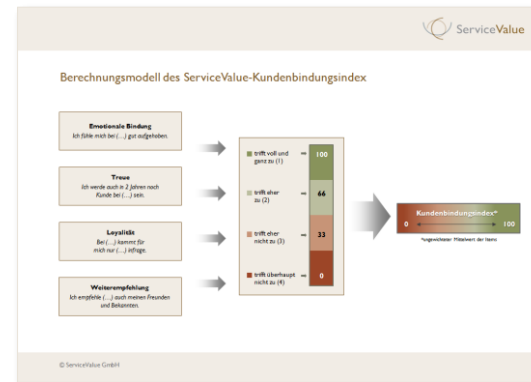 ServiceValue
Berechnungsmodell des ServiceValue-Kundenbindungsindex
Emotionale Bindung
Ich fühle mich bei (…) gut aufgehoben.
Treue
Ich werde auch in 2 Jahren noch
Kunde bei (…) sein.
Loyalität
Bei (…) kommt für
mich nur (…) infrage.
Weiterempfehlung
Ich empfehle (…) auch meinen Freunden
und Bekannten.
trifft voll und
ganz zu (1)
= 100
trifft eher
zu (2)
= 66
trifft eher
nicht zu (3)
= 33
trifft überhaupt
nicht zu (4)
= 0
Kundenbindungsindex*
0 100
*ungewichteter Mittelwert der Items
© ServiceValue GmbH